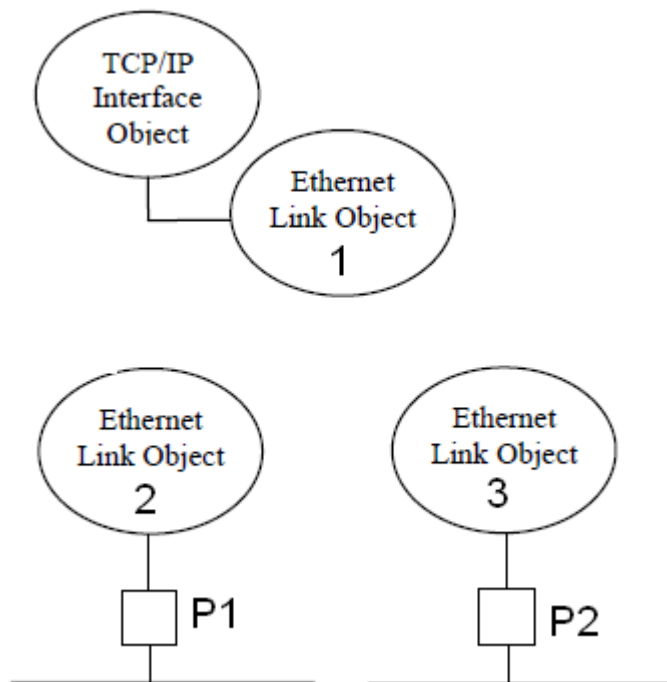 TCP/IP
Interface
Object
Ethernet
Link Object
1
Ethernet
Link Object
2
P1
Ethernet
Link Object
3
P2